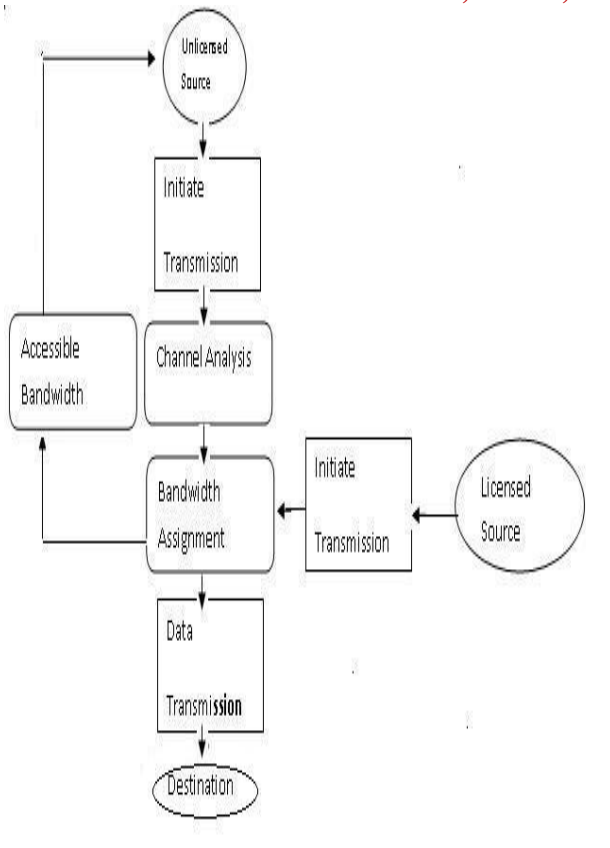 Unlicensed
Source
Initiate
Transmission
Accessible
Bandwidth
Channel Analysis
Bandwidth
Assignment
Initiate
Transmission
Licensed
Source
Data
Transmission
Destination